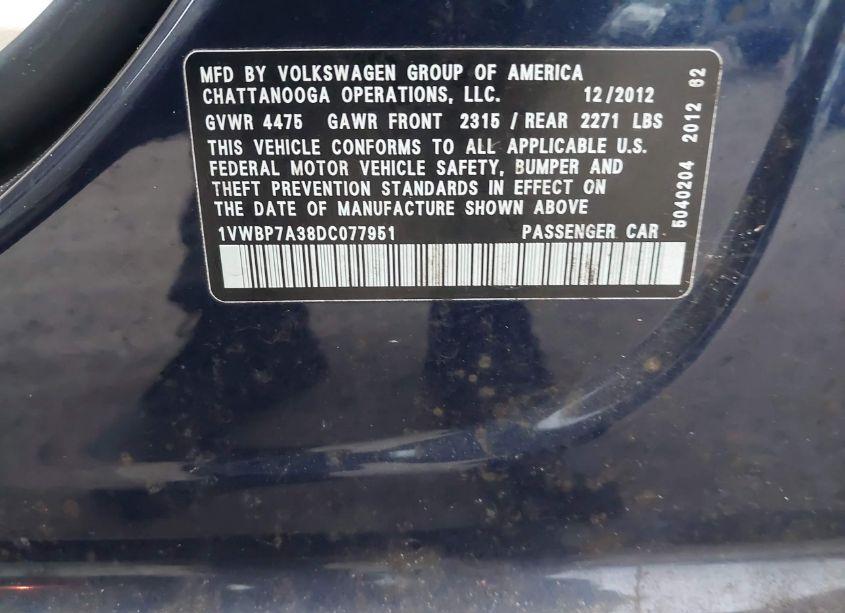 MFD BY VOLKSWAGEN GROUP OF AMERICA
CHATTANOOGA OPERATIONS, LLC. 12/2012
GVWR 4475 GAWR FRONT 2315 / REAR 2271 LBS
THIS VEHICLE CONFORMS TO ALL APPLICABLE U.S.
FEDERAL MOTOR VEHICLE SAFETY, BUMPER AND
THEFT PREVENTION STANDARDS IN EFFECT ON
THE DATE OF MANUFACTURE SHOWN ABOVE
1VWBP7A38DC077951 PASSENGER CAR
5040204 2012 62